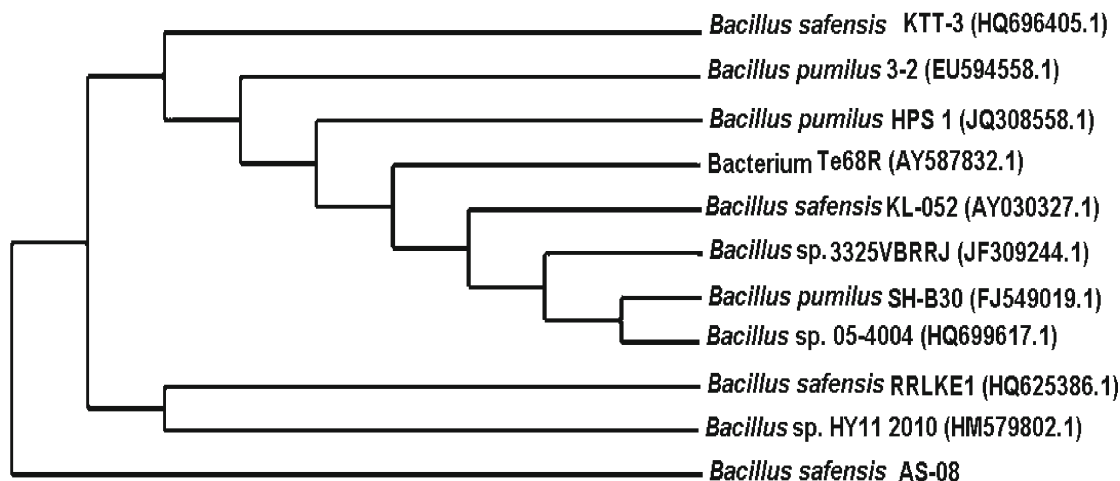 Bacillus safensis KTT-3 (HQ696405.1)
Bacillus pumilus 3-2 (EU594558.1)
Bacillus pumilus HPS 1 (JQ308558.1)
Bacterium Te68R (AY587832.1)
Bacillus safensis KL-052 (AY030327.1)
Bacillus sp. 3325VBRRJ (JF309244.1)
Bacillus pumilus SH-B30 (FJ549019.1)
Bacillus sp. 05-4004 (HQ699617.1)
Bacillus safensis RRLKE1 (HQ625386.1)
Bacillus sp. HY11 2010 (HM579802.1)
Bacillus safensis AS-08